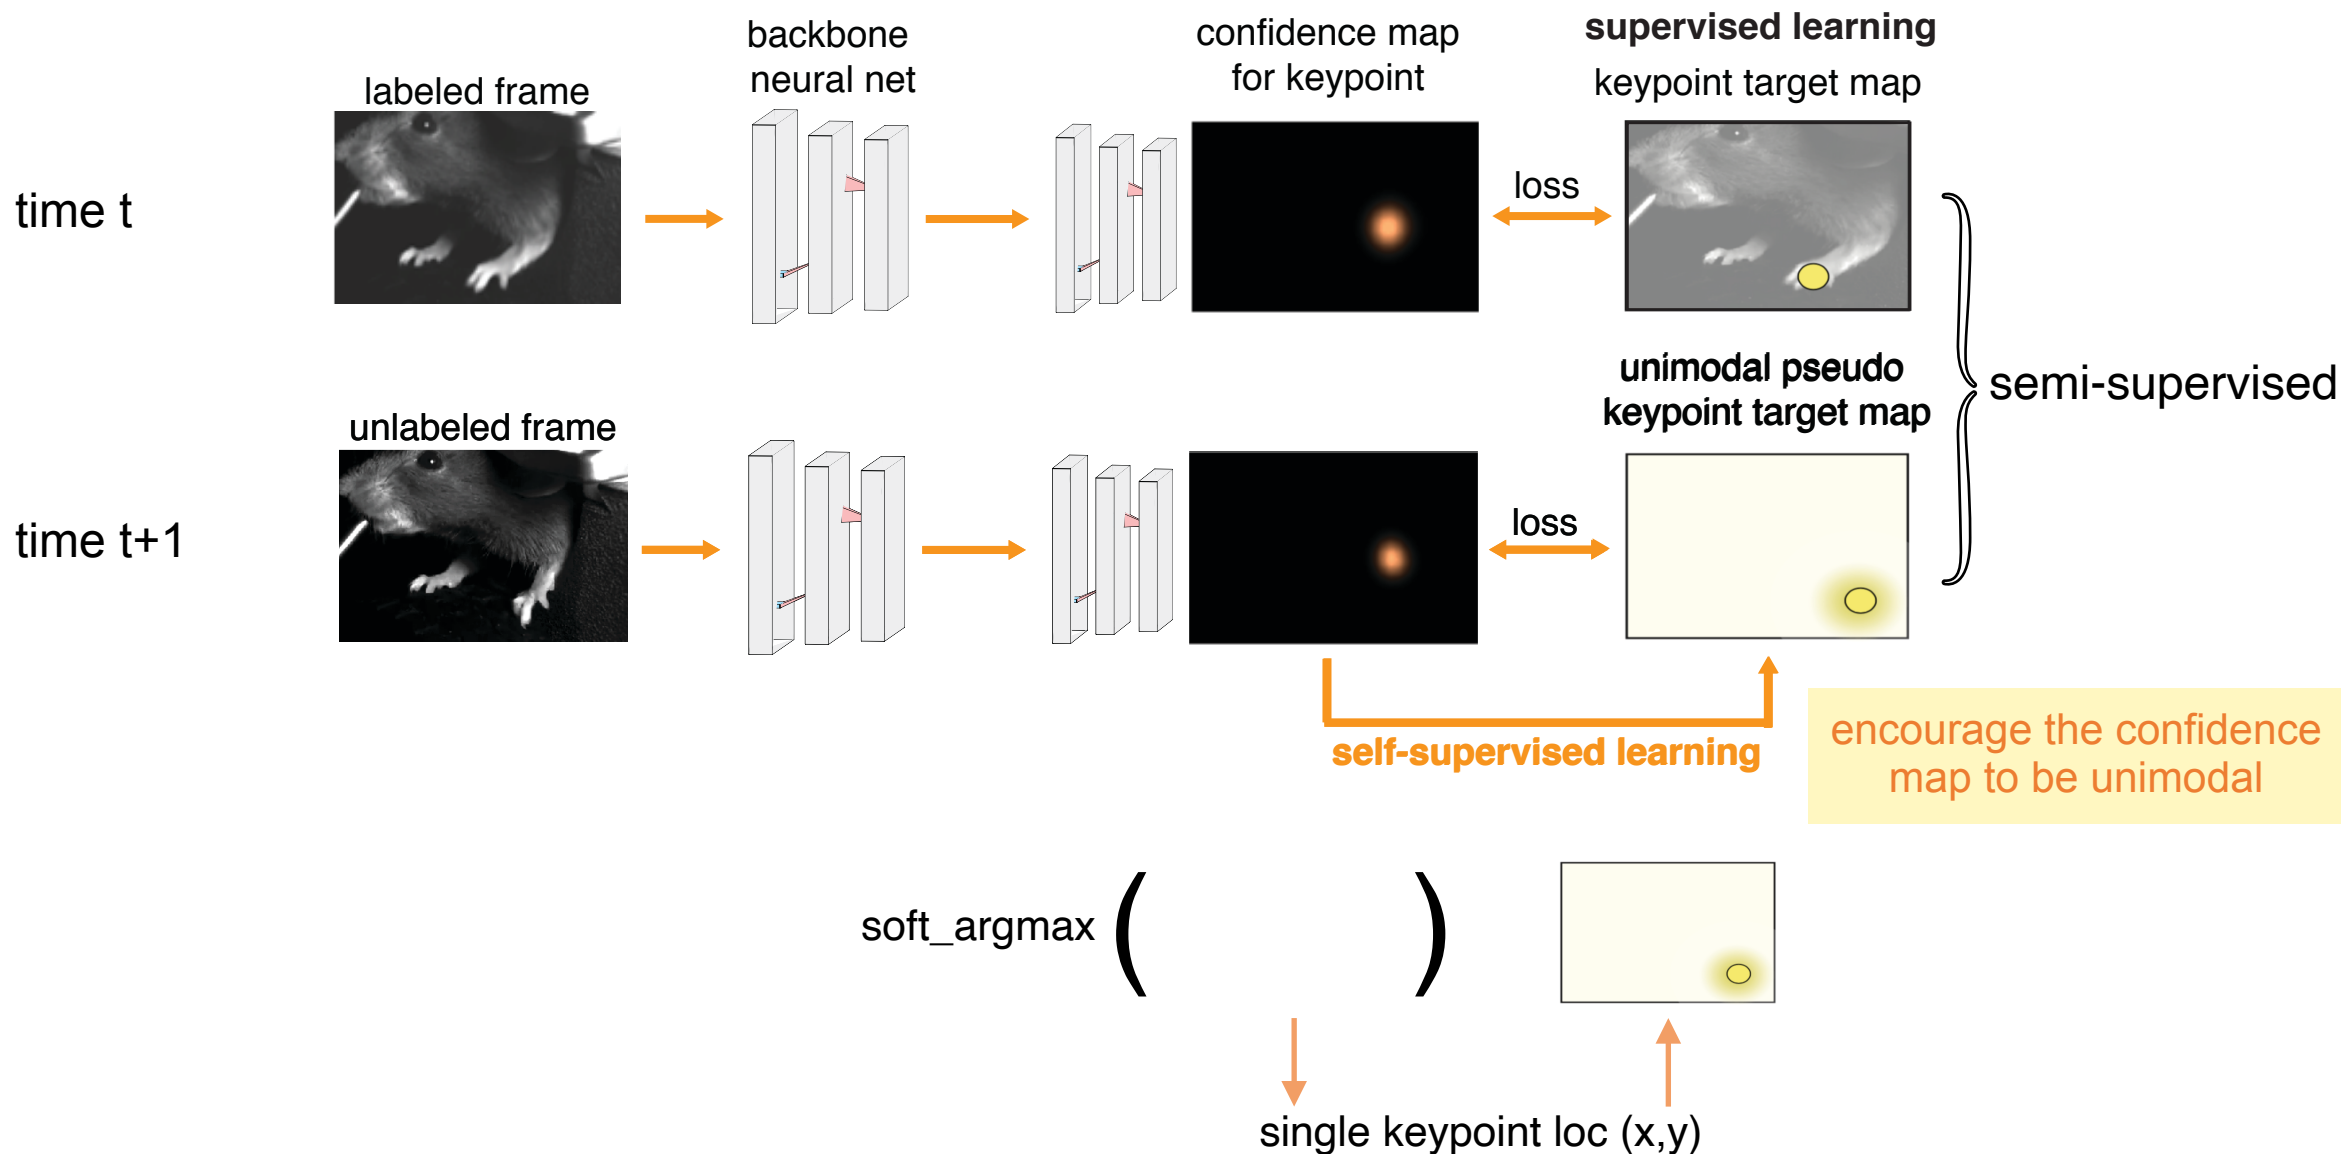 backbone
neural net
confidence map
for keypoint
supervised learning
keypoint target map
labeled frame
time t
loss
unimodal pseudo
keypoint target map
semi-supervised
unlabeled frame
time t+1
loss
self-supervised learning
encourage the confidence
map to be unimodal
soft_argmax ( )
single keypoint loc (x,y)